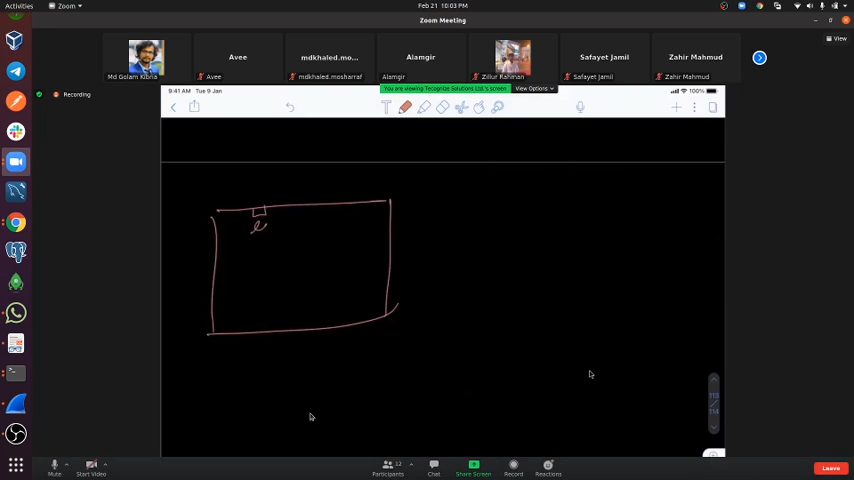 Activities
Zoom
Feb 21 10:03 PM
Zoom Meeting
View
Md Golam Kibria
Avee
Avee
mdkhaled.mo...
mdkhaled.mosharraf
Alamgir
Alamgir
Zillur Rahman
Safayet Jamil
Safayet Jamil
Zahir Mahmud
Zahir Mahmud
Recording
You are viewing Tecognize Solutions Ltd.'s screen
View Options
9:41 AM Tue 9 Jan
100%
T
e
113
114
Mute
Start Video
Participants
12
Chat
Share Screen
Record
Reactions
Leave